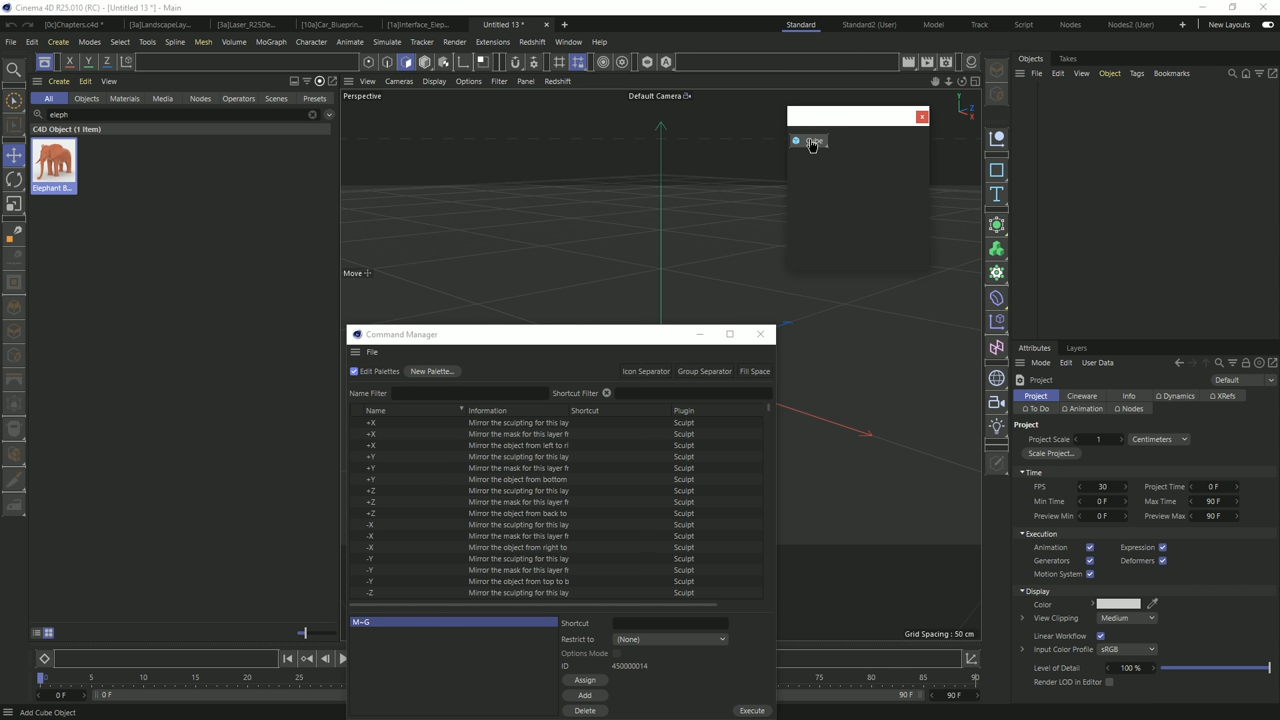 Cinema 4D R25.010 (RC) - [Untitled 13 *] - Main
[0c]Chapters.c4d *
[3a]LandscapeLay...
[3a]Laser_R25De...
[10a]Car_Blueprin...
[1a]Interface_Elep...
Untitled 13 *
Standard
Standard2 (User)
Model
Track
Script
Nodes
Nodes2 (User)
New Layouts
File Edit Create Modes Select Tools Spline Mesh Volume MoGraph Character Animate Simulate Tracker Render Extensions Redshift Window Help
X Y Z
Create Edit View
All Objects Materials Media Nodes Operators Scenes Presets
eleph
C4D Object (1 Item)
Elephant B...
View Cameras Display Options Filter Panel Redshift
Perspective
Default Camera
Y
Z
X
Cube
Move
Command Manager
File
Edit Palettes
New Palette...
Icon Separator
Group Separator
Fill Space
Name Filter
Shortcut Filter
Name Information Shortcut Plugin
+X Mirror the sculpting for this lay Sculpt
+X Mirror the mask for this layer fr Sculpt
+X Mirror the object from left to ri Sculpt
+Y Mirror the sculpting for this lay Sculpt
+Y Mirror the mask for this layer fr Sculpt
+Y Mirror the object from bottom Sculpt
+Z Mirror the sculpting for this lay Sculpt
+Z Mirror the mask for this layer fr Sculpt
+Z Mirror the object from back to Sculpt
-X Mirror the sculpting for this lay Sculpt
-X Mirror the mask for this layer fr Sculpt
-X Mirror the object from right to Sculpt
-Y Mirror the sculpting for this lay Sculpt
-Y Mirror the mask for this layer fr Sculpt
-Y Mirror the object from top to b Sculpt
-Z Mirror the sculpting for this lay Sculpt
M~G
Shortcut
Restrict to (None)
Options Mode
ID 450000014
Assign
Add
Delete
Execute
Grid Spacing : 50 cm
0 5 10 15 20 25
75 80 85 90
0 F
0 F
90 F
90 F
Add Cube Object
Objects Takes
File Edit View Object Tags Bookmarks
Attributes Layers
Mode Edit User Data
Project
Default
Project Cineware Info Dynamics XRefs
To Do Animation Nodes
Project
Project Scale 1 Centimeters
Scale Project...
Time
FPS 30 Project Time 0 F
Min Time 0 F Max Time 90 F
Preview Min 0 F Preview Max 90 F
Execution
Animation Expression
Generators Deformers
Motion System
Display
Color
View Clipping Medium
Linear Workflow
Input Color Profile sRGB
Level of Detail 100 %
Render LOD in Editor